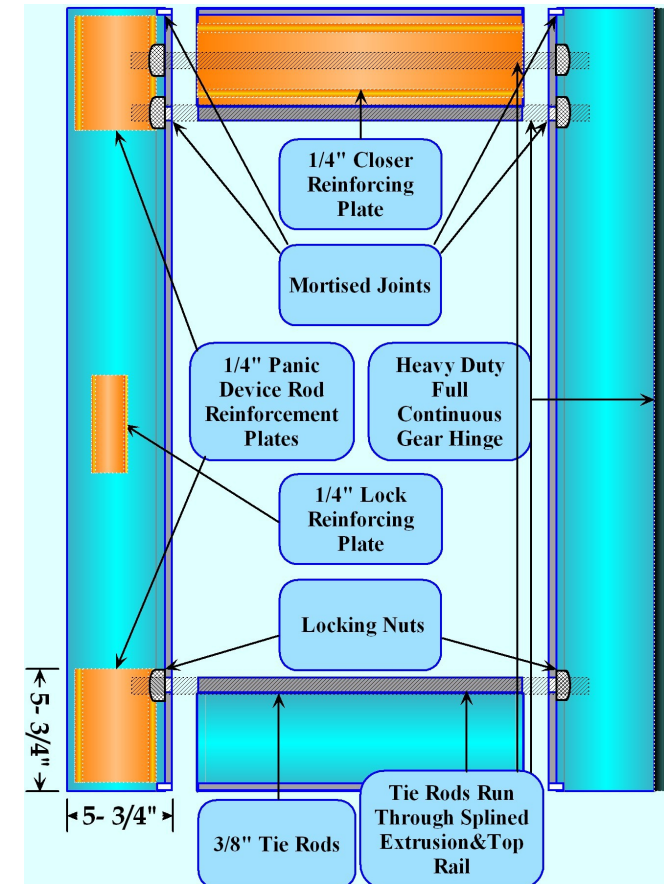 1/4" Closer
Reinforcing
Plate
Mortised Joints
1/4" Panic
Device Rod
Reinforcement
Plates
Heavy Duty
Full
Continuous
Gear Hinge
1/4" Lock
Reinforcing
Plate
Locking Nuts
5- 3/4"
5- 3/4"
3/8" Tie Rods
Tie Rods Run
Through Splined
Extrusion&Top
Rail